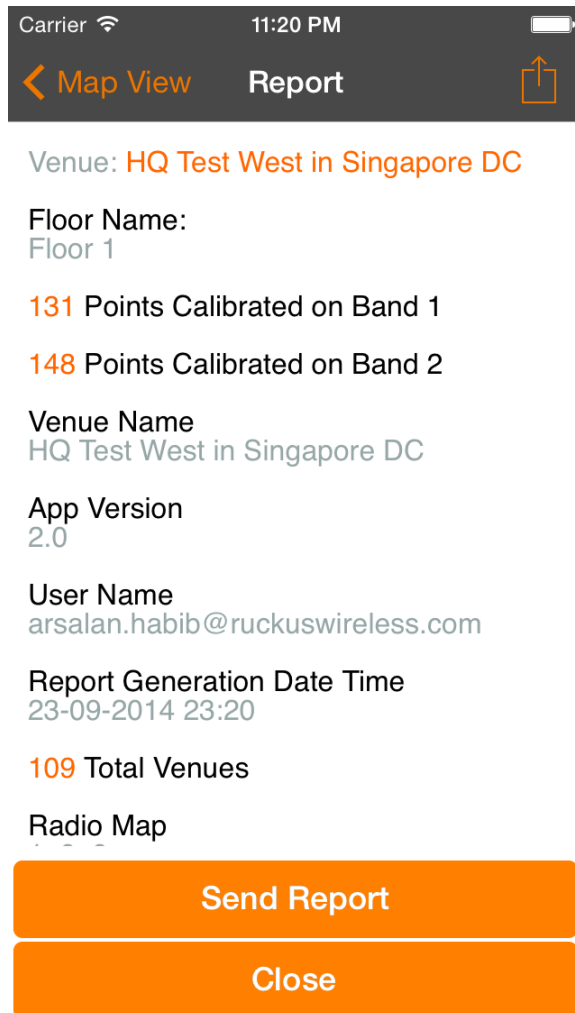 Carrier 11:20 PM
Map View Report
Venue: HQ Test West in Singapore DC
Floor Name:
Floor 1
131 Points Calibrated on Band 1
148 Points Calibrated on Band 2
Venue Name
HQ Test West in Singapore DC
App Version
2.0
User Name
arsalan.habib@ruckuswireless.com
Report Generation Date Time
23-09-2014 23:20
109 Total Venues
Radio Map
Send Report
Close